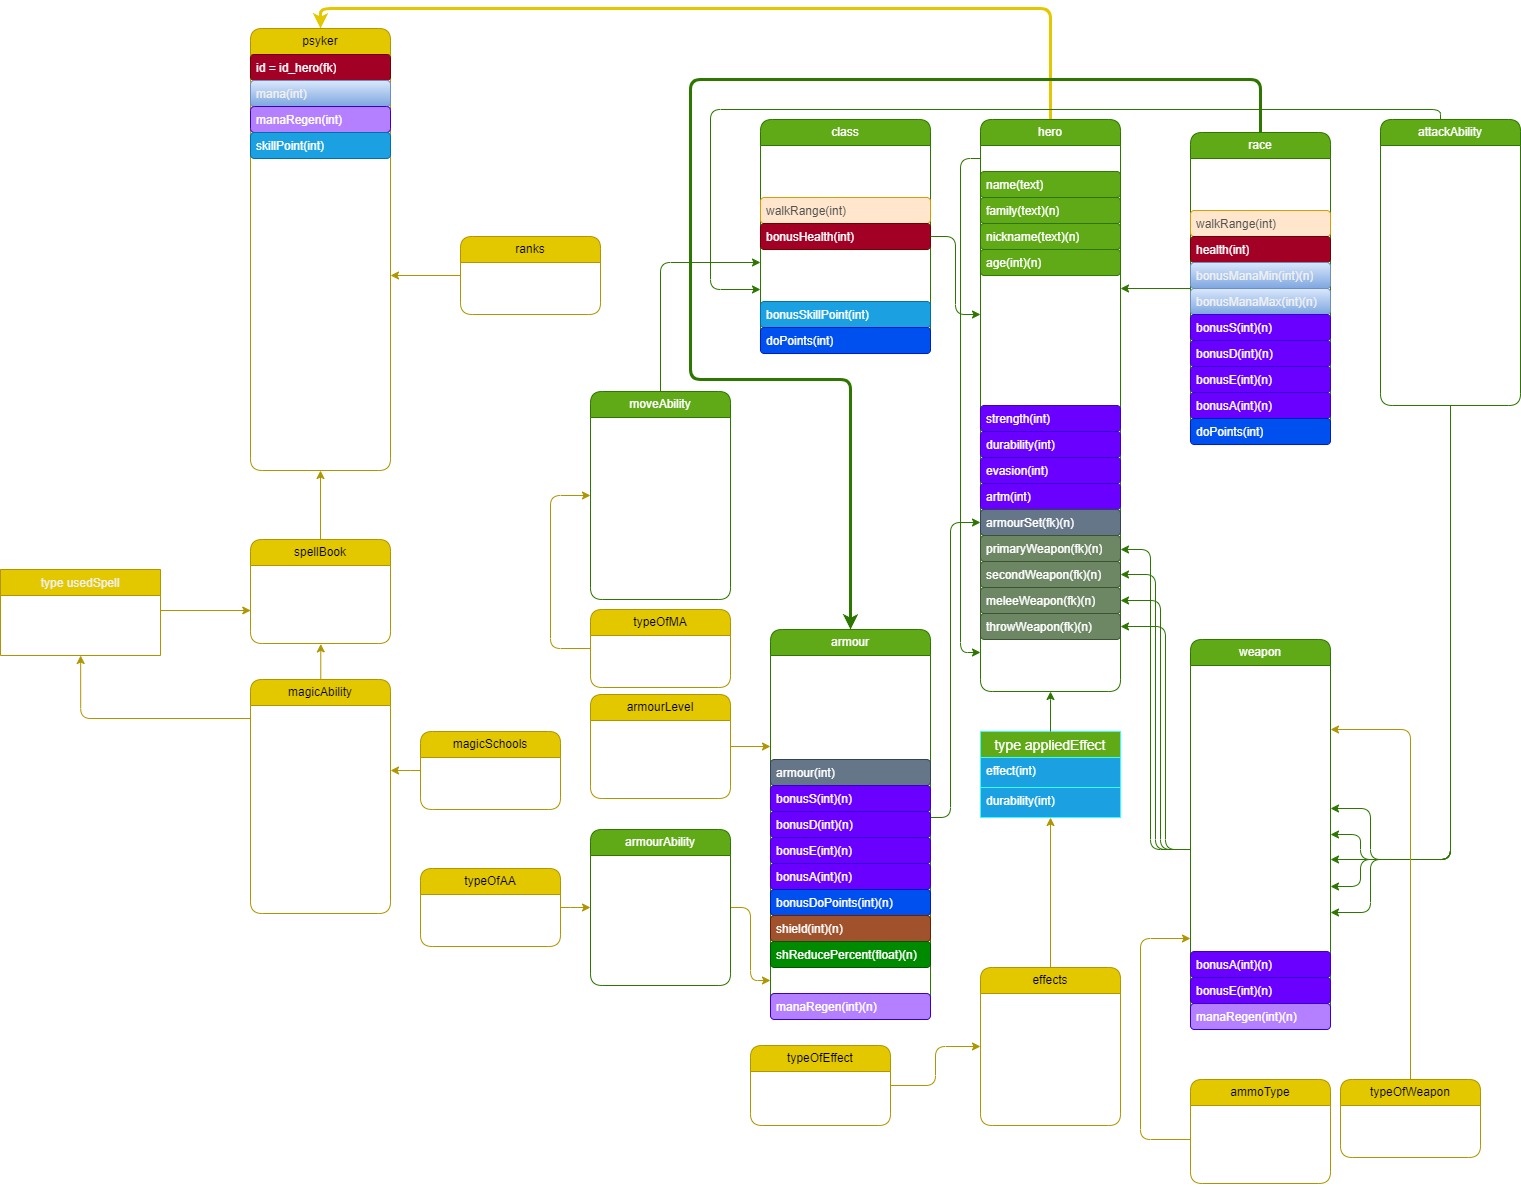 psyker
id = id_hero(fk)
mana(int)
manaRegen(int)
skillPoint(int)
ranks
class
walkRange(int)
bonusHealth(int)
bonusSkillPoint(int)
doPoints(int)
hero
name(text)
family(text)(n)
nickname(text)(n)
age(int)(n)
strength(int)
durability(int)
evasion(int)
artm(int)
armourSet(fk)(n)
primaryWeapon(fk)(n)
secondWeapon(fk)(n)
meleeWeapon(fk)(n)
throwWeapon(fk)(n)
race
walkRange(int)
health(int)
bonusManaMin(int)(n)
bonusManaMax(int)(n)
bonusS(int)(n)
bonusD(int)(n)
bonusE(int)(n)
bonusA(int)(n)
doPoints(int)
attackAbility
moveAbility
spellBook
type usedSpell
magicAbility
magicSchools
typeOfMA
armourLevel
armourAbility
typeOfAA
armour
armour(int)
bonusS(int)(n)
bonusD(int)(n)
bonusE(int)(n)
bonusA(int)(n)
bonusDoPoints(int)(n)
shield(int)(n)
shReducePercent(float)(n)
manaRegen(int)(n)
type appliedEffect
effect(int)
durability(int)
weapon
bonusA(int)(n)
bonusE(int)(n)
manaRegen(int)(n)
effects
typeOfEffect
ammoType
typeOfWeapon